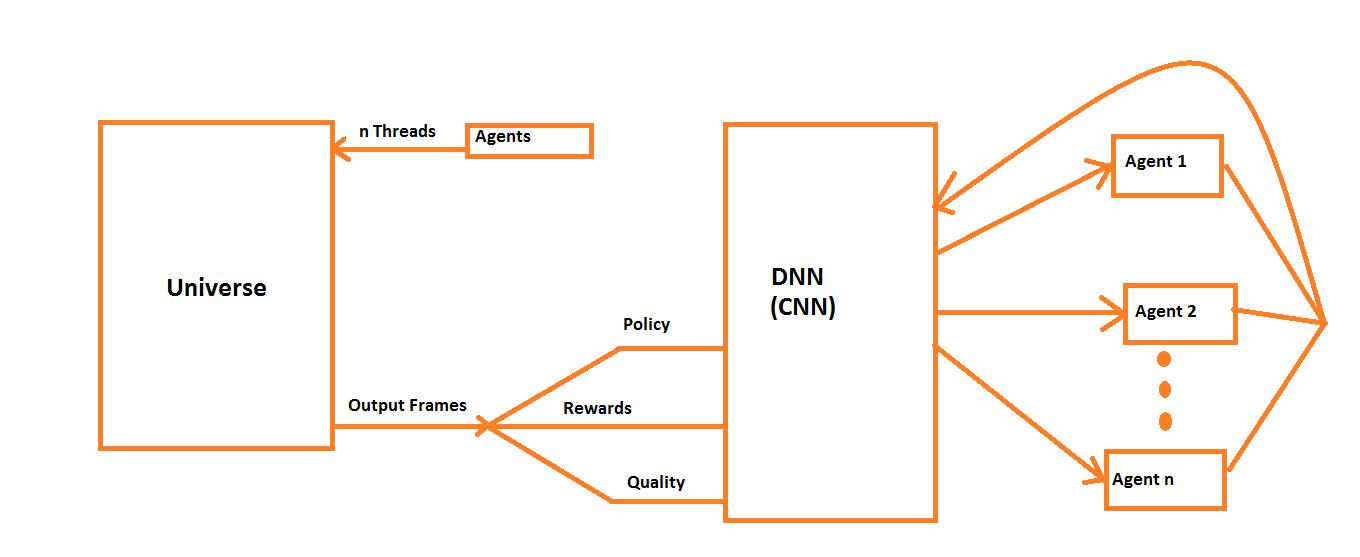 n Threads
Agents
Universe
Output Frames
Policy
Rewards
Quality
DNN
(CNN)
Agent 1
Agent 2
Agent n